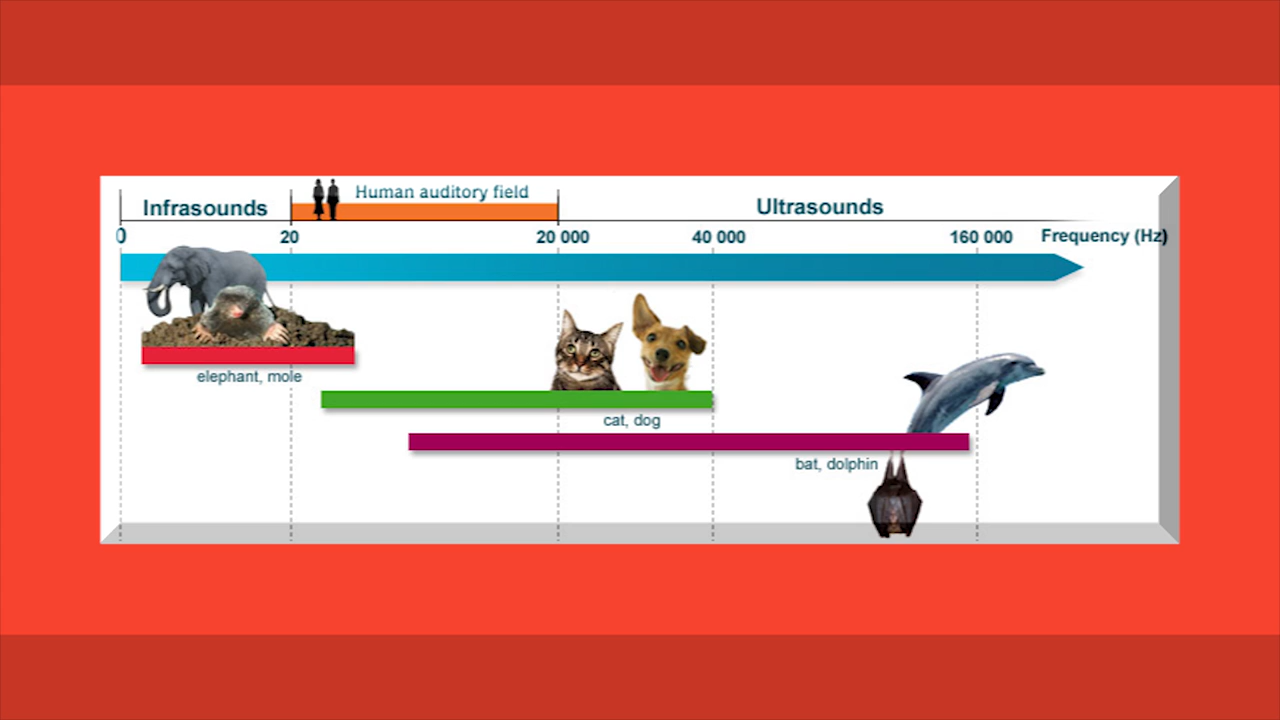 Infrasounds
Human auditory field
Ultrasounds
0 20 20 000 40 000 160 000 Frequency (Hz)
elephant, mole
cat, dog
bat, dolphin